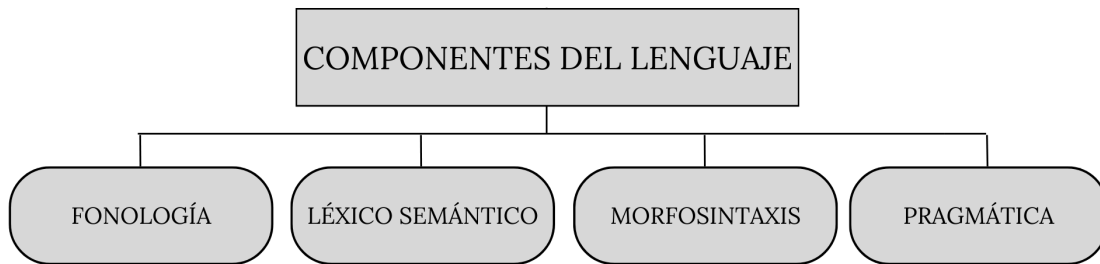 COMPONENTES DEL LENGUAJE
FONOLOGÍA
LÉXICO SEMÁNTICO
MORFOSINTAXIS
PRAGMÁTICA